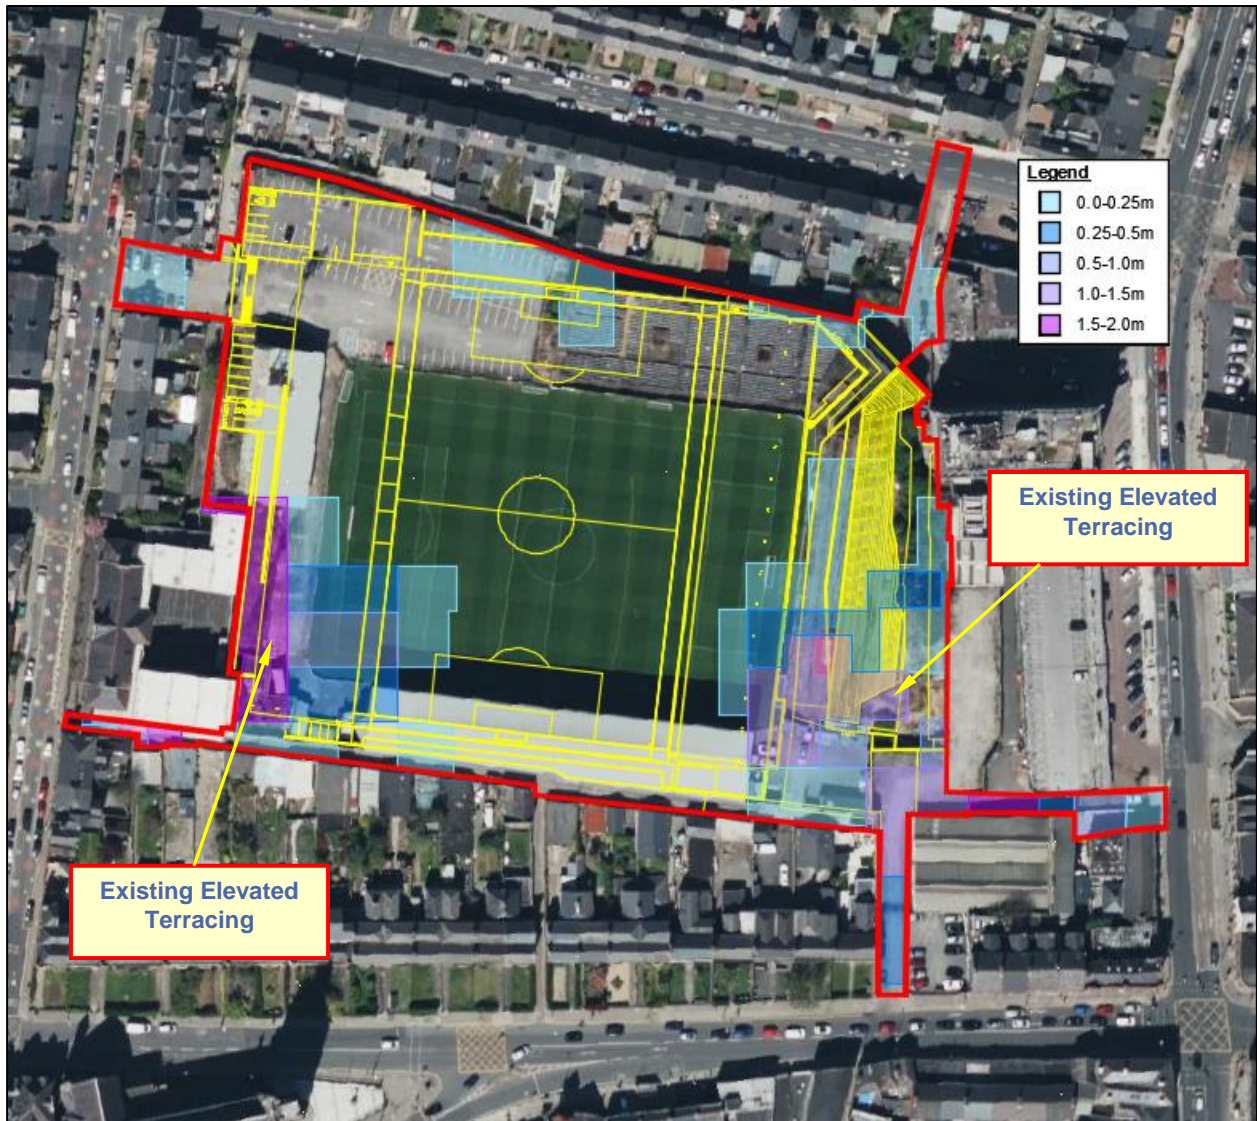 Legend
0.0-0.25m
0.25-0.5m
0.5-1.0m
1.0-1.5m
1.5-2.0m
Existing Elevated
Terracing
Existing Elevated
Terracing